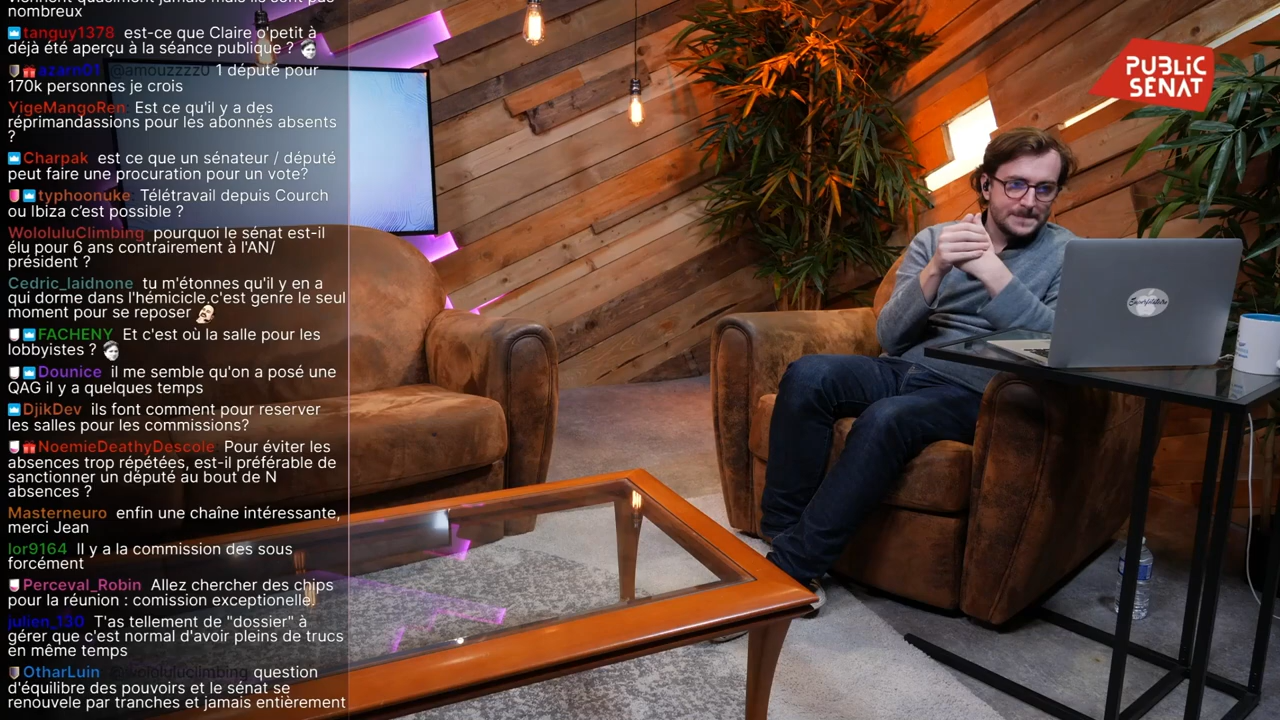 viennent quasiment jamais mais ils sont pas
nombreux
tanguy1378 est-ce que Claire o'petit à
déjà été aperçu à la séance publique ?
azarn01 @amouzzzz0 1 député pour
170k personnes je crois
YigeMangoRen Est ce qu'il y a des
réprimandassions pour les abonnés absents
?
Charpak est ce que un sénateur / député
peut faire une procuration pour un vote?
typhoonuke Télétravail depuis Courch
ou Ibiza c'est possible ?
WololuluClimbing pourquoi le sénat est-il
élu pour 6 ans contrairement à l'AN/
président ?
Cedric_laidnone tu m'étonnes qu'il y en a
qui dorme dans l'hémicicle,c'est genre le seul
moment pour se reposer
FACHENY Et c'est où la salle pour les
lobbyistes ?
Dounice il me semble qu'on a posé une
QAG il y a quelques temps
DjikDev ils font comment pour reserver
les salles pour les commissions?
NoemieDeathyDescole Pour éviter les
absences trop répétées, est-il préférable de
sanctionner un député au bout de N
absences ?
Masterneuro enfin une chaîne intéressante,
merci Jean
lor9164 Il y a la commission des sous
forcément
Perceval_Robin Allez chercher des chips
pour la réunion : comission exceptionelle
julien_130 T'as tellement de "dossier" à
gérer que c'est normal d'avoir pleins de trucs
en même temps
OtharLuin @wololuluclimbing question
d'équilibre des pouvoirs et le sénat se
renouvele par tranches et jamais entièrement
PUBLIC
SÉNAT